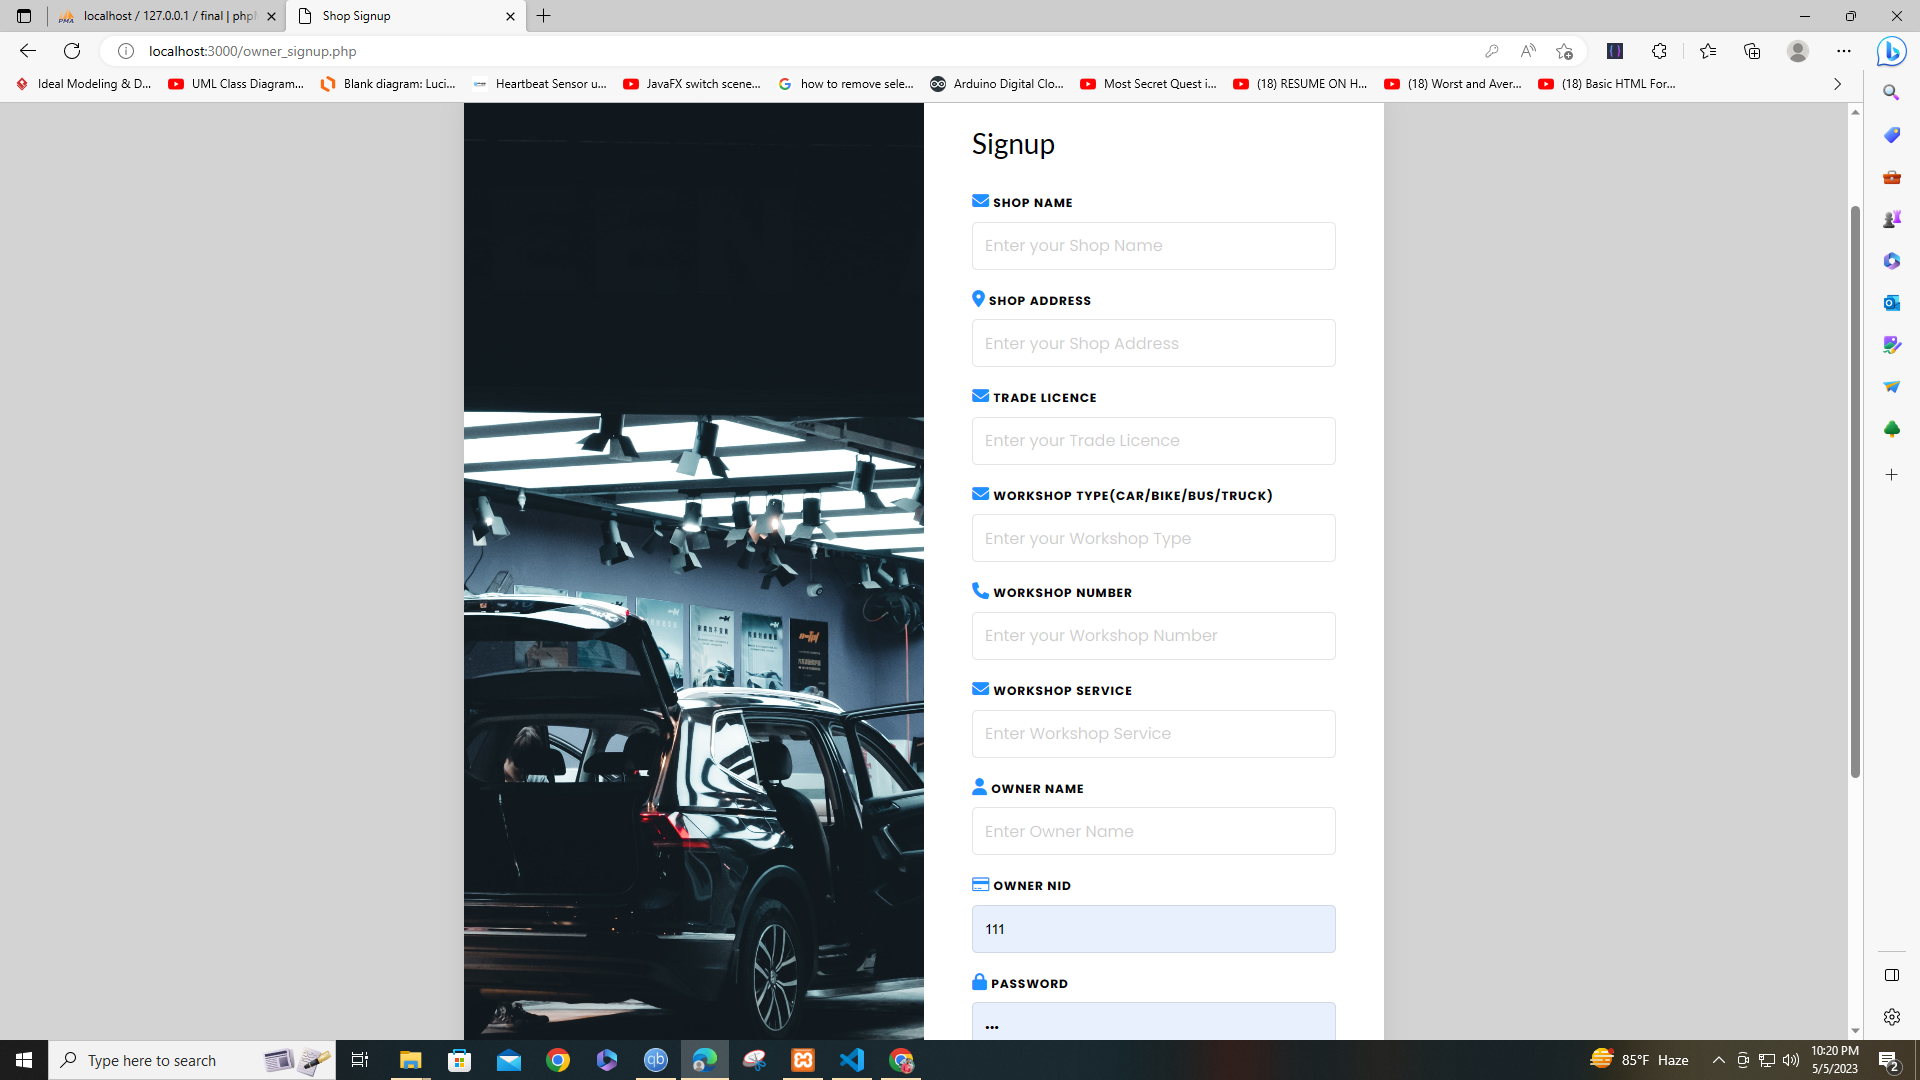 localhost / 127.0.0.1 / final | php
Shop Signup
localhost:3000/owner_signup.php
Ideal Modeling & D...
UML Class Diagram...
Blank diagram: Luci...
Heartbeat Sensor u...
JavaFX switch scene...
how to remove sele...
Arduino Digital Clo...
Most Secret Quest i...
(18) RESUME ON H...
(18) Worst and Aver...
(18) Basic HTML For...
Signup
SHOP NAME
Enter your Shop Name
SHOP ADDRESS
Enter your Shop Address
TRADE LICENCE
Enter your Trade Licence
WORKSHOP TYPE(CAR/BIKE/BUS/TRUCK)
Enter your Workshop Type
WORKSHOP NUMBER
Enter your Workshop Number
WORKSHOP SERVICE
Enter Workshop Service
OWNER NAME
Enter Owner Name
OWNER NID
111
PASSWORD
•••
Type here to search
85°F Haze
10:20 PM
5/5/2023
2